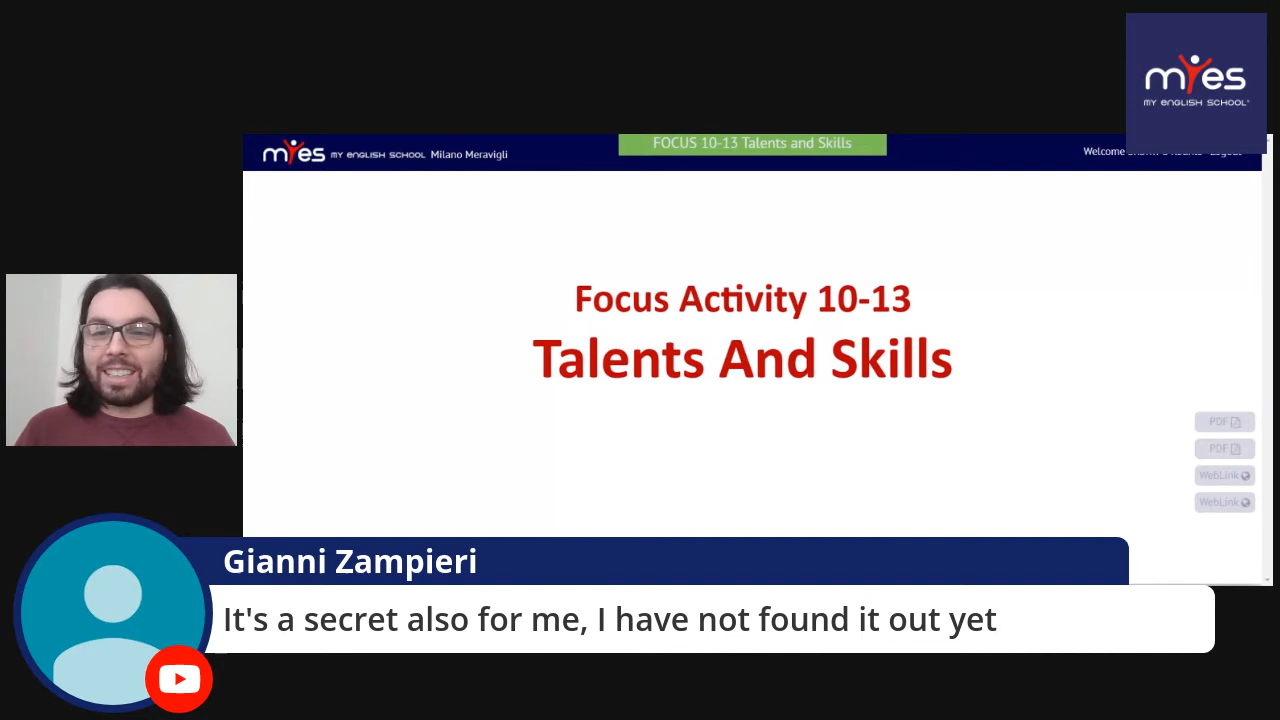 myes
MY ENGLISH SCHOOL
myes MY ENGLISH SCHOOL Milano Meravigli
FOCUS 10-13 Talents and Skills
Welcome
Focus Activity 10-13
Talents And Skills
PDF
PDF
WebLink
WebLink
Gianni Zampieri
It's a secret also for me, I have not found it out yet